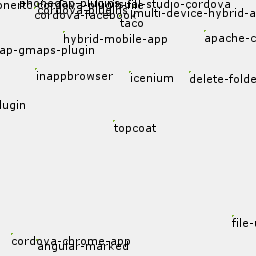 phonegap-plugins
visual-studio-cordova
cordova-plugins
multi-device-hybrid-a
cordova-facebook
taco
hybrid-mobile-app
apache-c
ap-gmaps-plugin
inappbrowser
icenium
delete-folde
lugin
topcoat
file-u
cordova-chrome-app
angular-marked